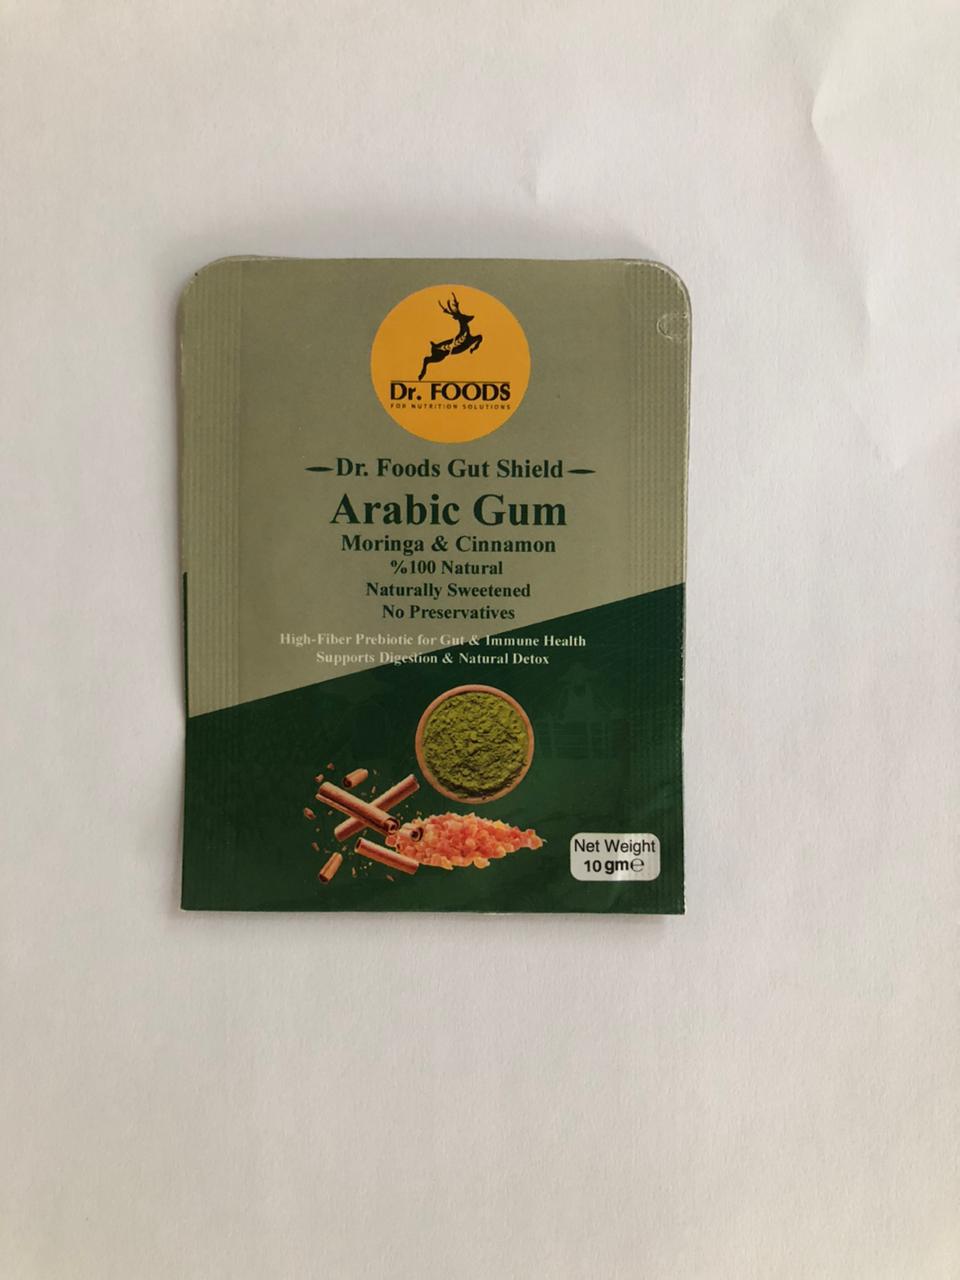 Dr. FOODS
FOR NUTRITION SOLUTIONS
Dr. Foods Gut Shield
Arabic Gum
Moringa & Cinnamon
%100 Natural
Naturally Sweetened
No Preservatives
High-Fiber Prebiotic for Gut & Immune Health
Supports Digestion & Natural Detox
Net Weight
10 gm℮